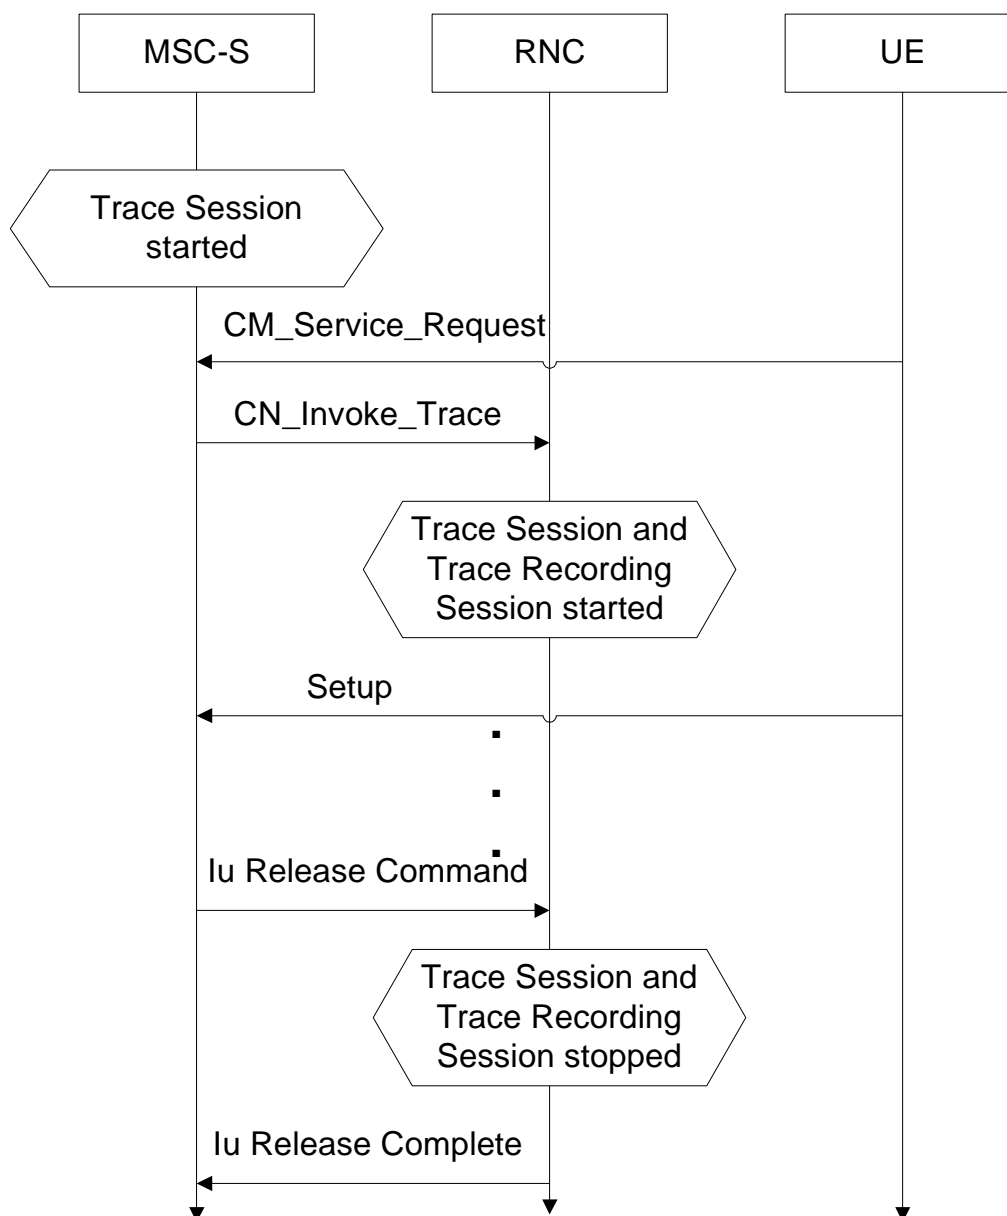 MSC-S
RNC
UE
Trace Session
started
CM_Service_Request
CN_Invoke_Trace
Trace Session and
Trace Recording
Session started
Setup
Iu Release Command
Trace Session and
Trace Recording
Session stopped
Iu Release Complete